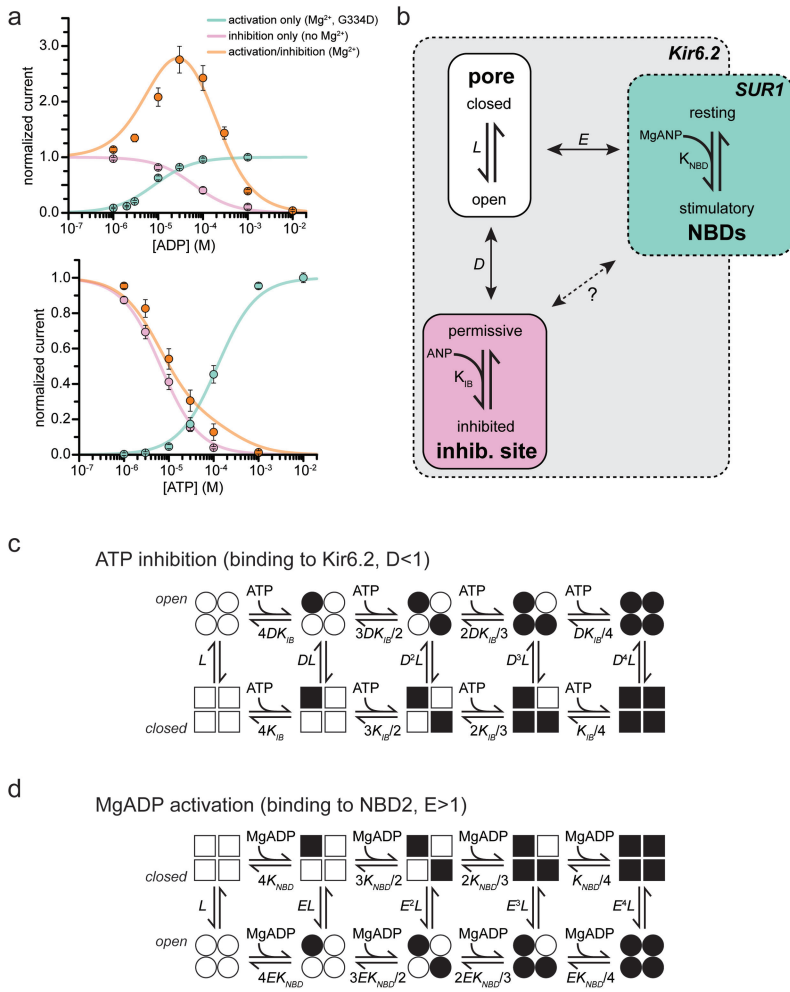 a
activation only (Mg²⁺, G334D)
inhibition only (no Mg²⁺)
activation/inhibition (Mg²⁺)
normalized current
3.0
2.0
1.0
0.0
10⁻⁷ 10⁻⁶ 10⁻⁵ 10⁻⁴ 10⁻³ 10⁻²
[ADP] (M)
normalized current
1.0
0.8
0.6
0.4
0.2
0.0
10⁻⁷ 10⁻⁶ 10⁻⁵ 10⁻⁴ 10⁻³ 10⁻²
[ATP] (M)
b
Kir6.2
pore
closed
L
open
E
SUR1
resting
MgANP
K_NBD
stimulatory
NBDs
D
?
permissive
ANP
K_IB
inhibited
inhib. site
c
ATP inhibition (binding to Kir6.2, D<1)
open
ATP ATP ATP ATP
4DK_IB 3DK_IB/2 2DK_IB/3 DK_IB/4
L DL D²L D³L D⁴L
ATP ATP ATP ATP
closed
4K_IB 3K_IB/2 2K_IB/3 K_IB/4
d
MgADP activation (binding to NBD2, E>1)
MgADP MgADP MgADP MgADP
closed
4K_NBD 3K_NBD/2 2K_NBD/3 K_NBD/4
L EL E²L E³L E⁴L
open
MgADP MgADP MgADP MgADP
4EK_NBD 3EK_NBD/2 2EK_NBD/3 EK_NBD/4